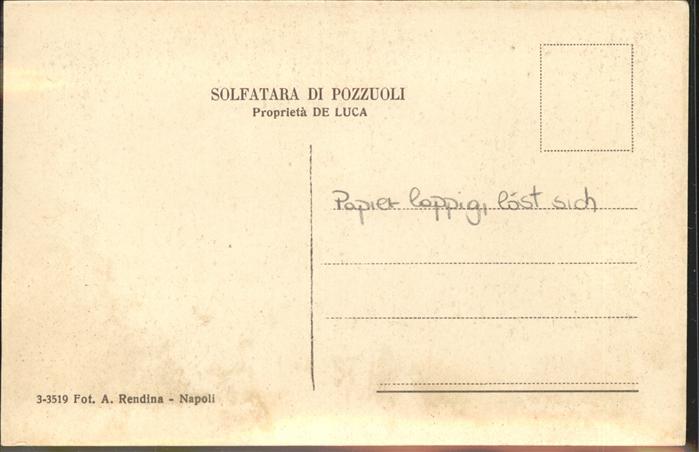 SOLFATARA DI POZZUOLI
Proprietà DE LUCA
Papier lappig, löst sich
3-3519 Fot. A. Rendina - Napoli